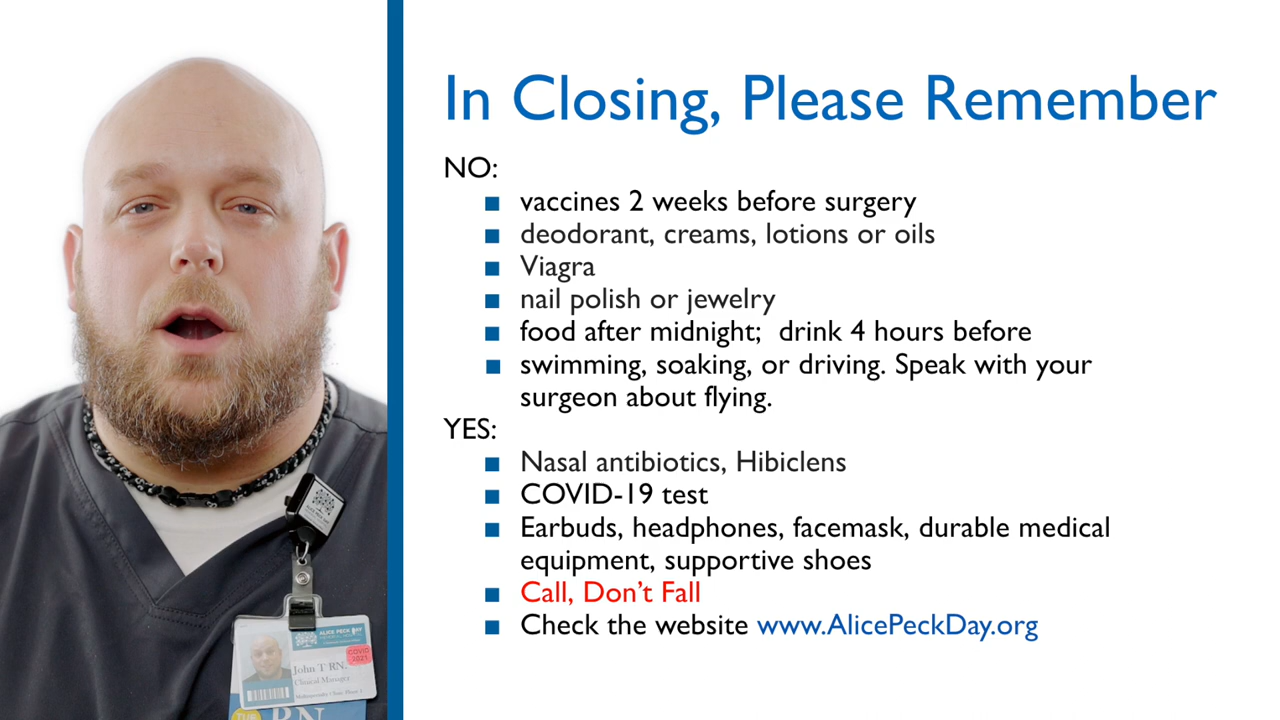 In Closing, Please Remember
NO:
vaccines 2 weeks before surgery
deodorant, creams, lotions or oils
Viagra
nail polish or jewelry
food after midnight; drink 4 hours before
swimming, soaking, or driving. Speak with your
surgeon about flying.
YES:
Nasal antibiotics, Hibiclens
COVID-19 test
Earbuds, headphones, facemask, durable medical
equipment, supportive shoes
Call, Don't Fall
Check the website www.AlicePeckDay.org
ALICE PECK DAY
COVID
2021
John T RN.
Clinical Manager
RN